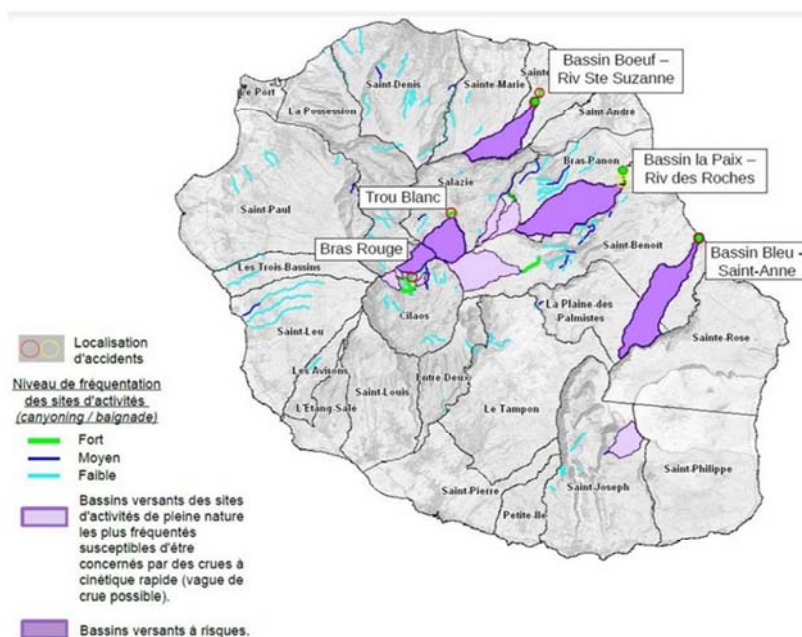 Bassin Boeuf –
Riv Ste Suzanne
Sainte
Sainte-Marie
Saint-Denis
Port
La Possession
Saint-André
Bras-Panon
Bassin la Paix –
Riv des Roches
Salazie
Trou Blanc
Saint-Paul
Bras Rouge
Saint-Benoit
Bassin Bleu -
Saint-Anne
Les Trois-Bassins
Cilaos
La Plaine-des-
Palmistes
Saint-Leu
Sainte-Rose
Localisation
d'accidents
Les Avirons
Entre-Deux
Saint-Louis
L'Étang-Salé
Le Tampon
Niveau de fréquentation
des sites d'activités
(canyoning / baignade)
Fort
Moyen
Faible
Saint-Philippe
Saint-Pierre
Saint-Joseph
Petite-Ile
Bassins versants des sites
d'activités de pleine nature
les plus fréquentés
susceptibles d'être
concernés par des crues à
cinétique rapide (vague de
crue possible).
Bassins versants à risques.